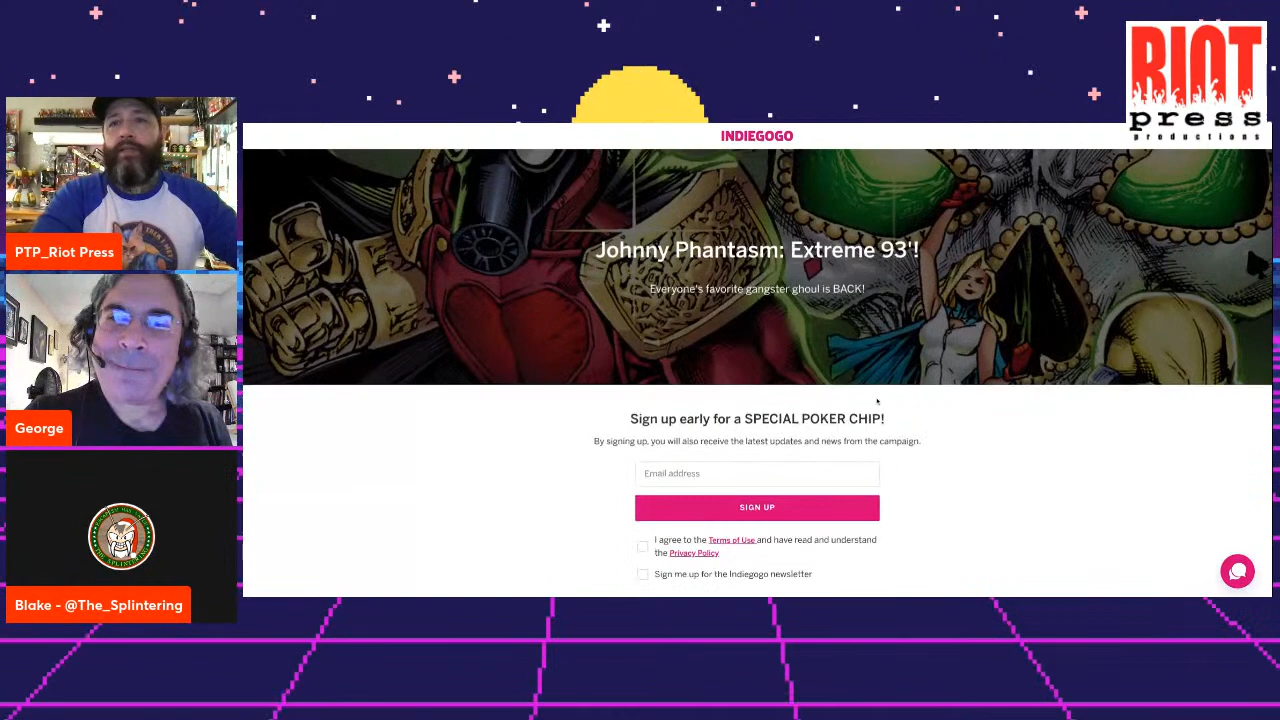 RIOT
press
productions
PTP_Riot Press
George
Blake - @The_Splintering
INDIEGOGO
Johnny Phantasm: Extreme 93'!
Everyone's favorite gangster ghoul is BACK!
Sign up early for a SPECIAL POKER CHIP!
By signing up, you will also receive the latest updates and news from the campaign.
Email address
SIGN UP
I agree to the Terms of Use and have read and understand
the Privacy Policy
Sign me up for the Indiegogo newsletter